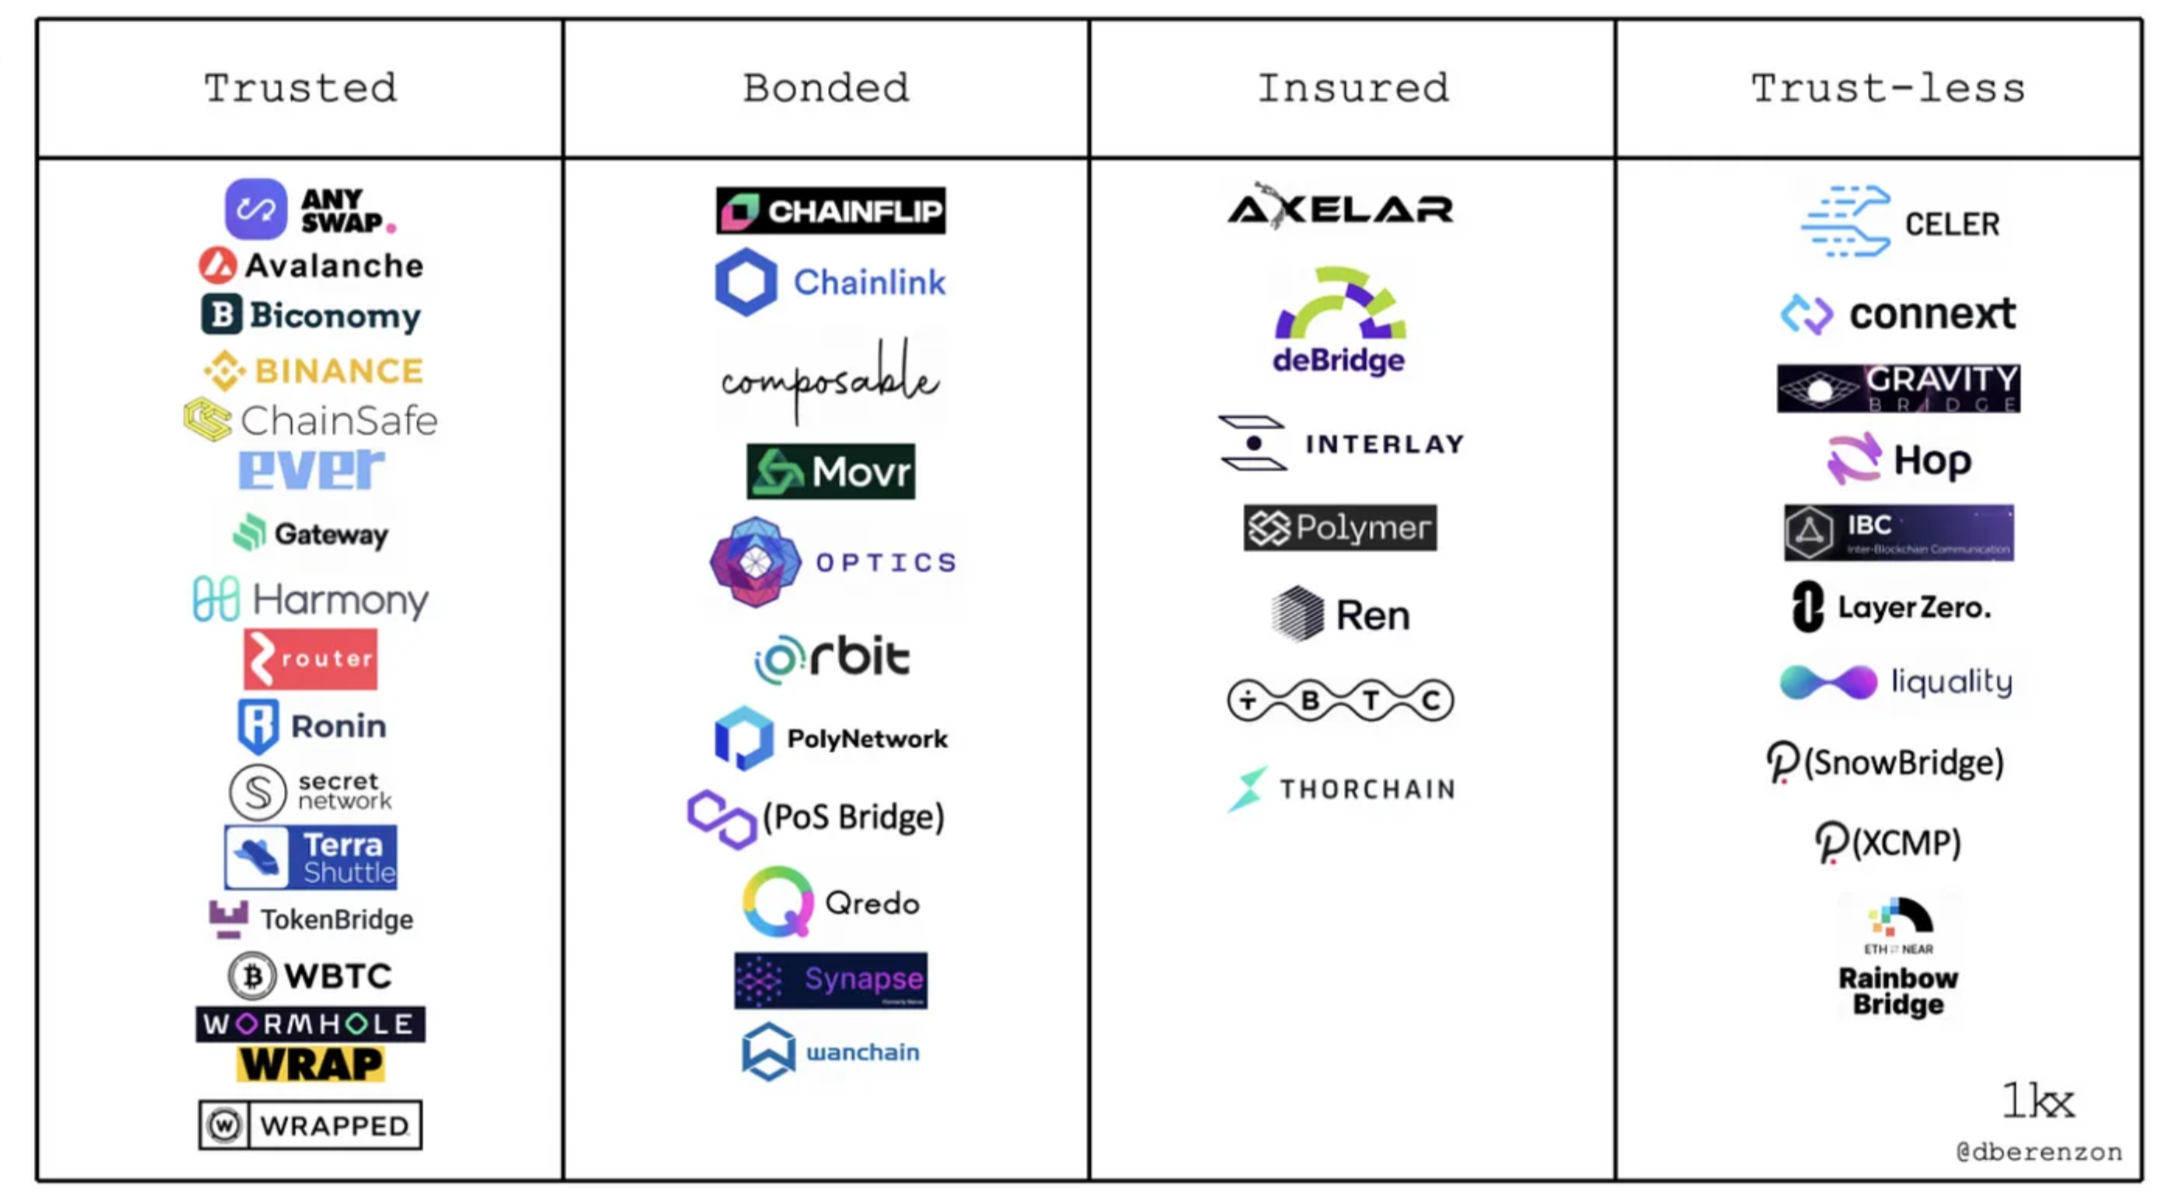 Trusted
Bonded
Insured
Trust-less
ANY
SWAP.
Avalanche
B Biconomy
BINANCE
ChainSafe
ever
Gateway
Harmony
router
Ronin
secret
network
Terra
Shuttle
TokenBridge
WBTC
WORMHOLE
WRAP
W WRAPPED
CHAINFLIP
Chainlink
composable
Movr
OPTICS
orbit
PolyNetwork
(PoS Bridge)
Qredo
Synapse
wanchain
AXELAR
deBridge
INTERLAY
Polymer
Ren
tBTC
THORCHAIN
CELER
connext
GRAVITY
BRIDGE
Hop
IBC
Inter-Blockchain Communication
LayerZero.
liquality
P(SnowBridge)
P(XCMP)
ETH NEAR
Rainbow
Bridge
1kx
@dberenzon